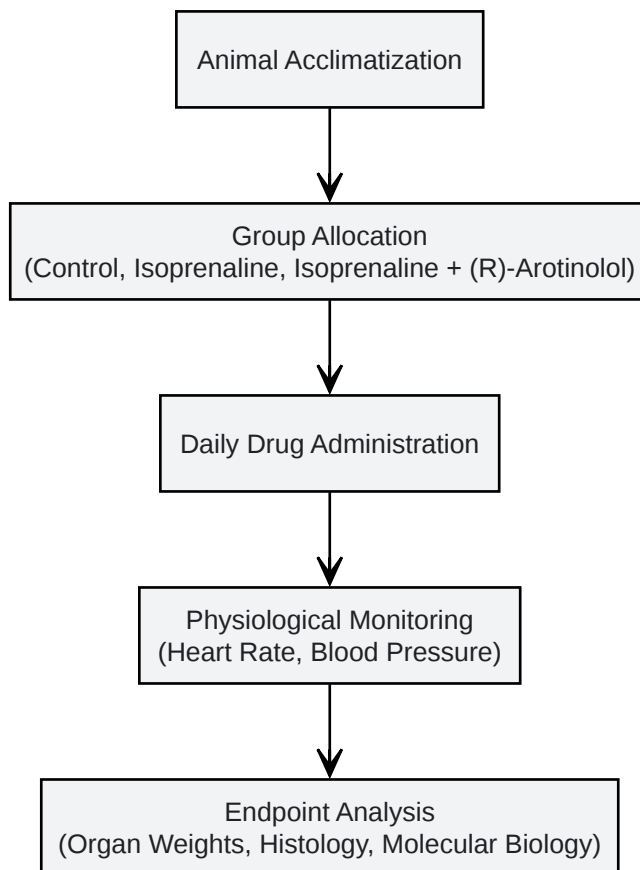 Animal Acclimatization
Group Allocation
(Control, Isoprenaline, Isoprenaline + (R)-Arotinolol)
Daily Drug Administration
Physiological Monitoring
(Heart Rate, Blood Pressure)
Endpoint Analysis
(Organ Weights, Histology, Molecular Biology)